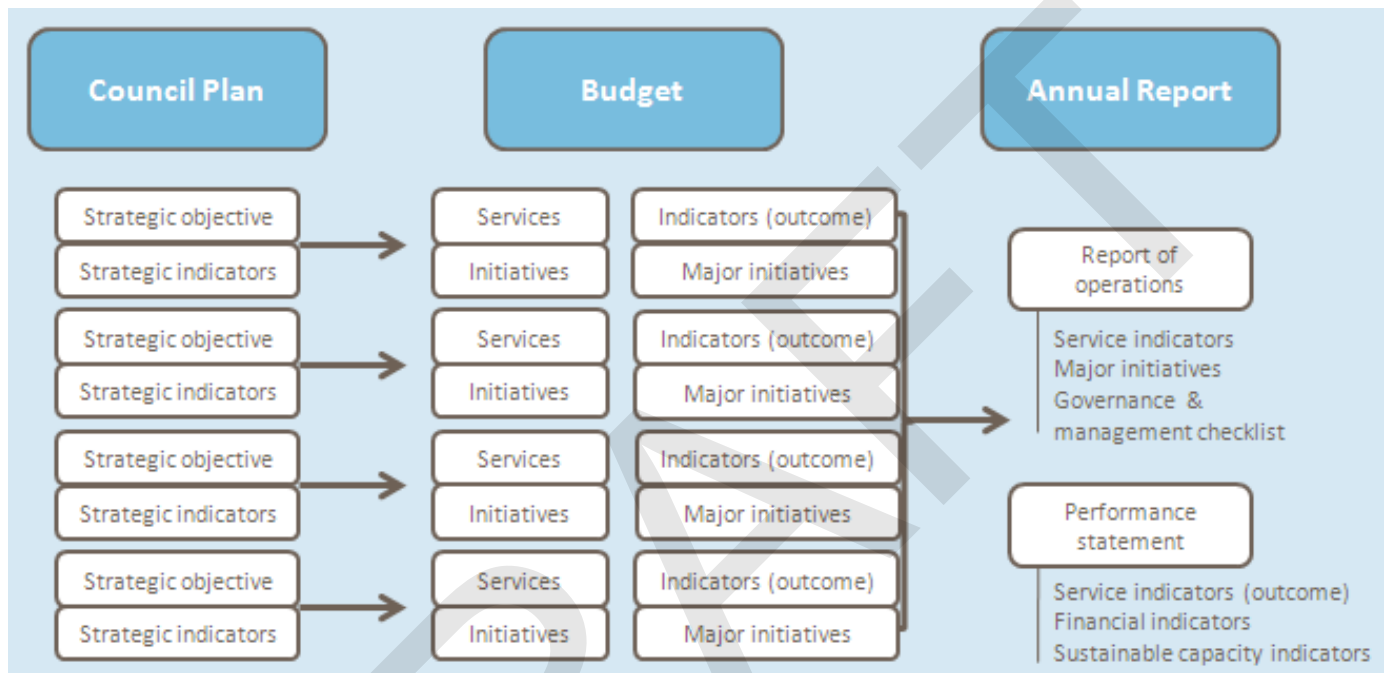 Council Plan
Budget
Annual Report
Strategic objective
Strategic indicators
Services
Initiatives
Indicators (outcome)
Major initiatives
Strategic objective
Strategic indicators
Services
Initiatives
Indicators (outcome)
Major initiatives
Strategic objective
Strategic indicators
Services
Initiatives
Indicators (outcome)
Major initiatives
Strategic objective
Strategic indicators
Services
Initiatives
Indicators (outcome)
Major initiatives
Report of
operations
Service indicators
Major initiatives
Governance &
management checklist
Performance
statement
Service indicators (outcome)
Financial indicators
Sustainable capacity indicators
DRAFT